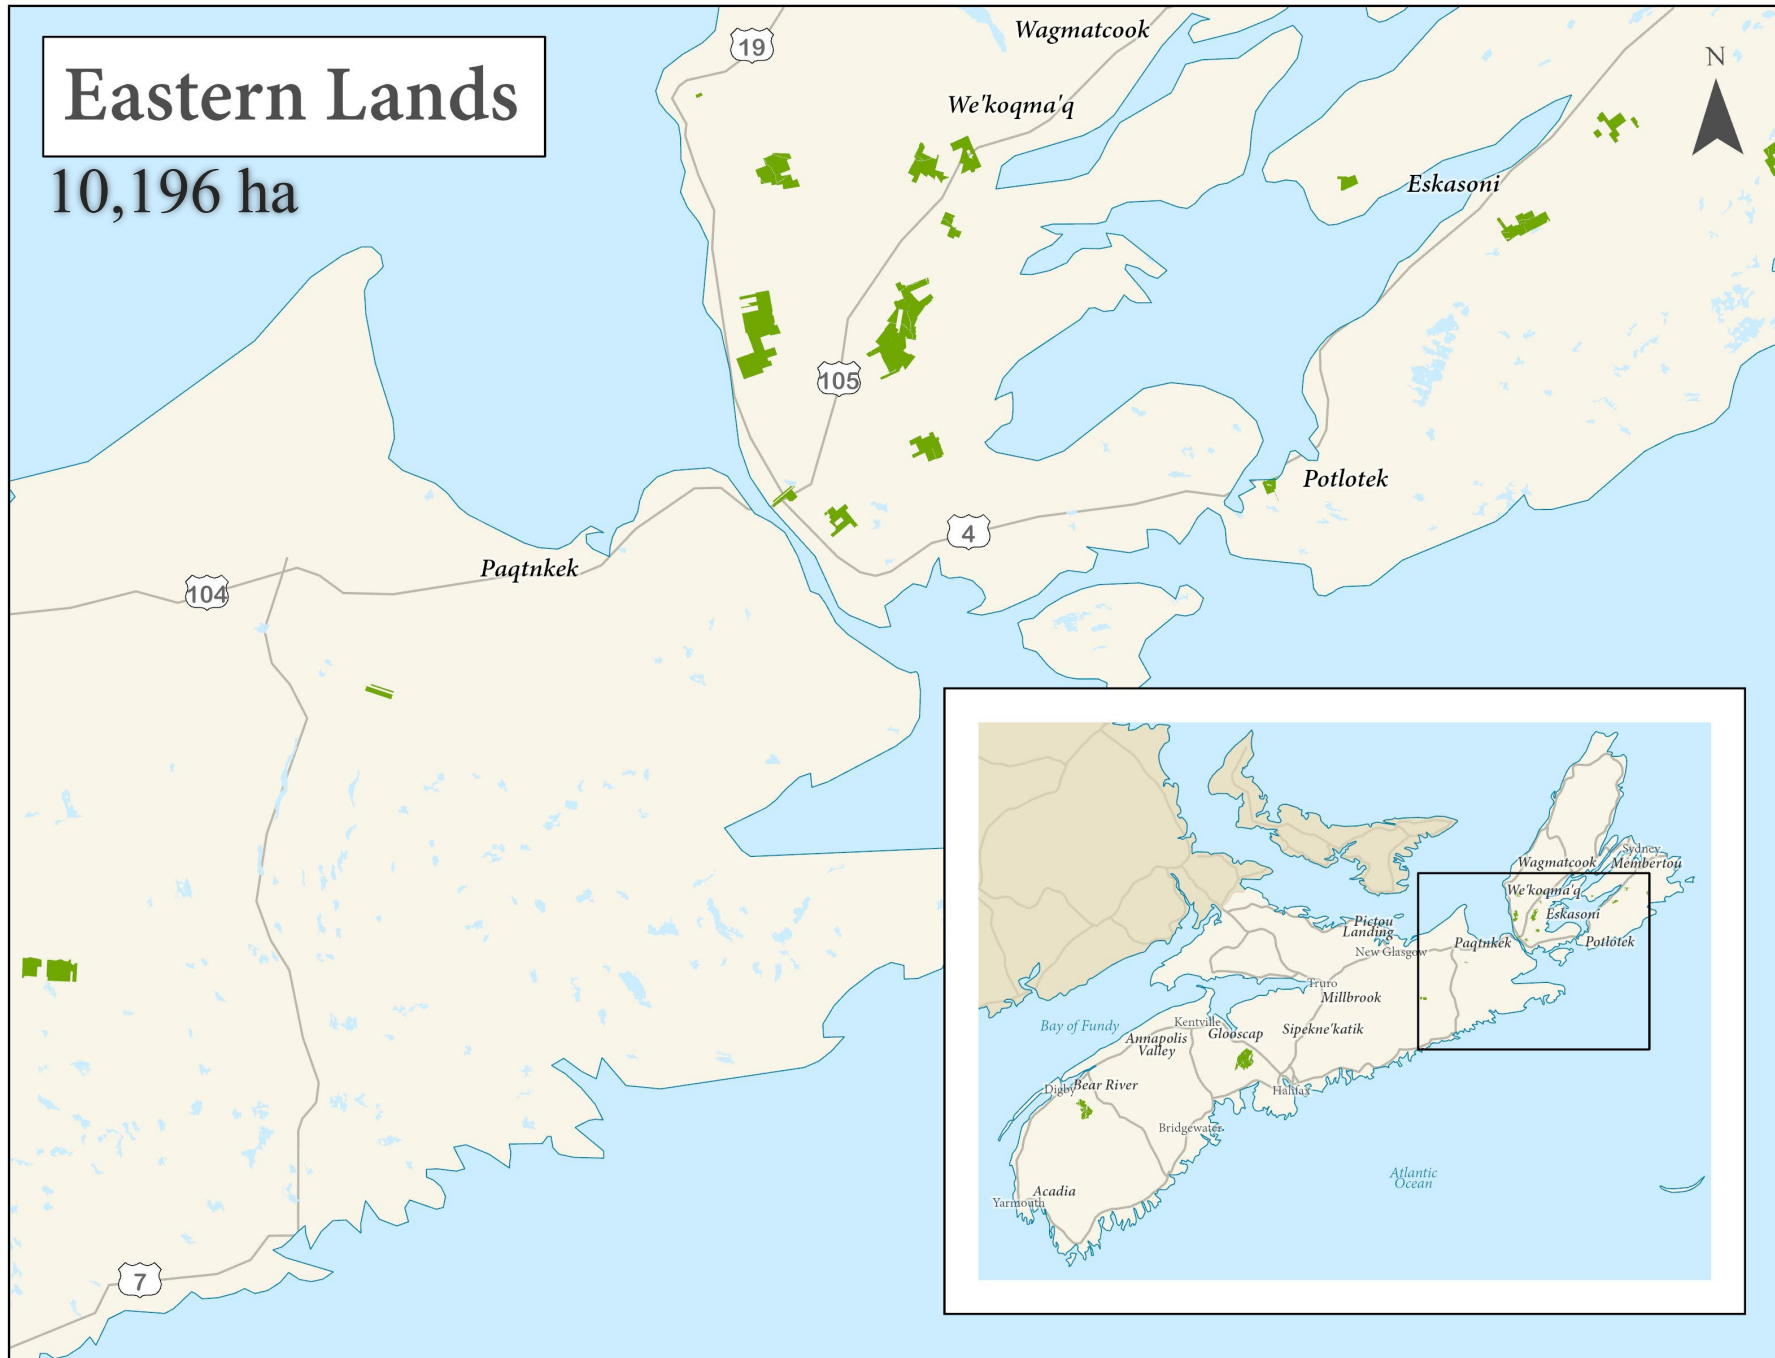 Eastern Lands
10,196 ha
19
Wagmatcook
We'koqma'q
N
Eskasoni
105
Potlotek
4
Paqtnkek
104
7
Sydney
Wagmatcook
Membertou
We'koqma'q
Eskasoni
Pictou
Landing
Paqtnkek
Potlotek
New Glasgow
Truro
Millbrook
Bay of Fundy
Kentville
Glooscap
Sipekne'katik
Annapolis
Valley
Digby
Bear River
Halifax
Bridgewater
Atlantic
Ocean
Acadia
Yarmouth